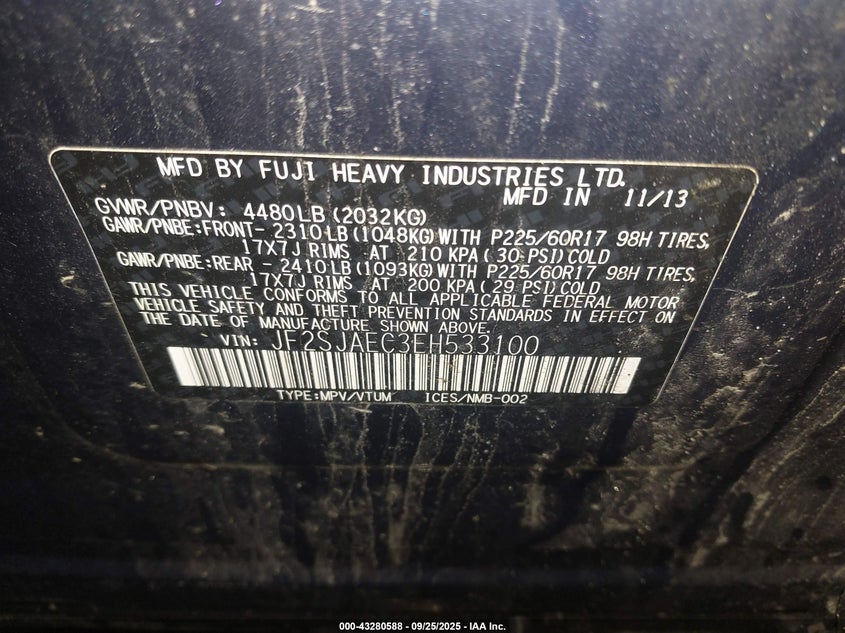 MFD BY FUJI HEAVY INDUSTRIES LTD.
MFD IN 11/13
GVWR/PNBV: 4480LB (2032KG)
GAWR/PNBE:FRONT- 2310LB (1048KG) WITH P225/60R17 98H TIRES,
17X7J RIMS AT 210 KPA ( 30 PSI) COLD
GAWR/PNBE:REAR - 2410LB (1093KG) WITH P225/60R17 98H TIRES,
17X7J RIMS AT 200 KPA ( 29 PSI) COLD
THIS VEHICLE CONFORMS TO ALL APPLICABLE FEDERAL MOTOR
VEHICLE SAFETY AND THEFT PREVENTION STANDARDS IN EFFECT ON
THE DATE OF MANUFACTURE SHOWN ABOVE.
VIN: JF2SJAEC3EH533100
TYPE:MPV/VTUM ICES/NMB-002
000-43280588 - 09/25/2025 - IAA Inc.